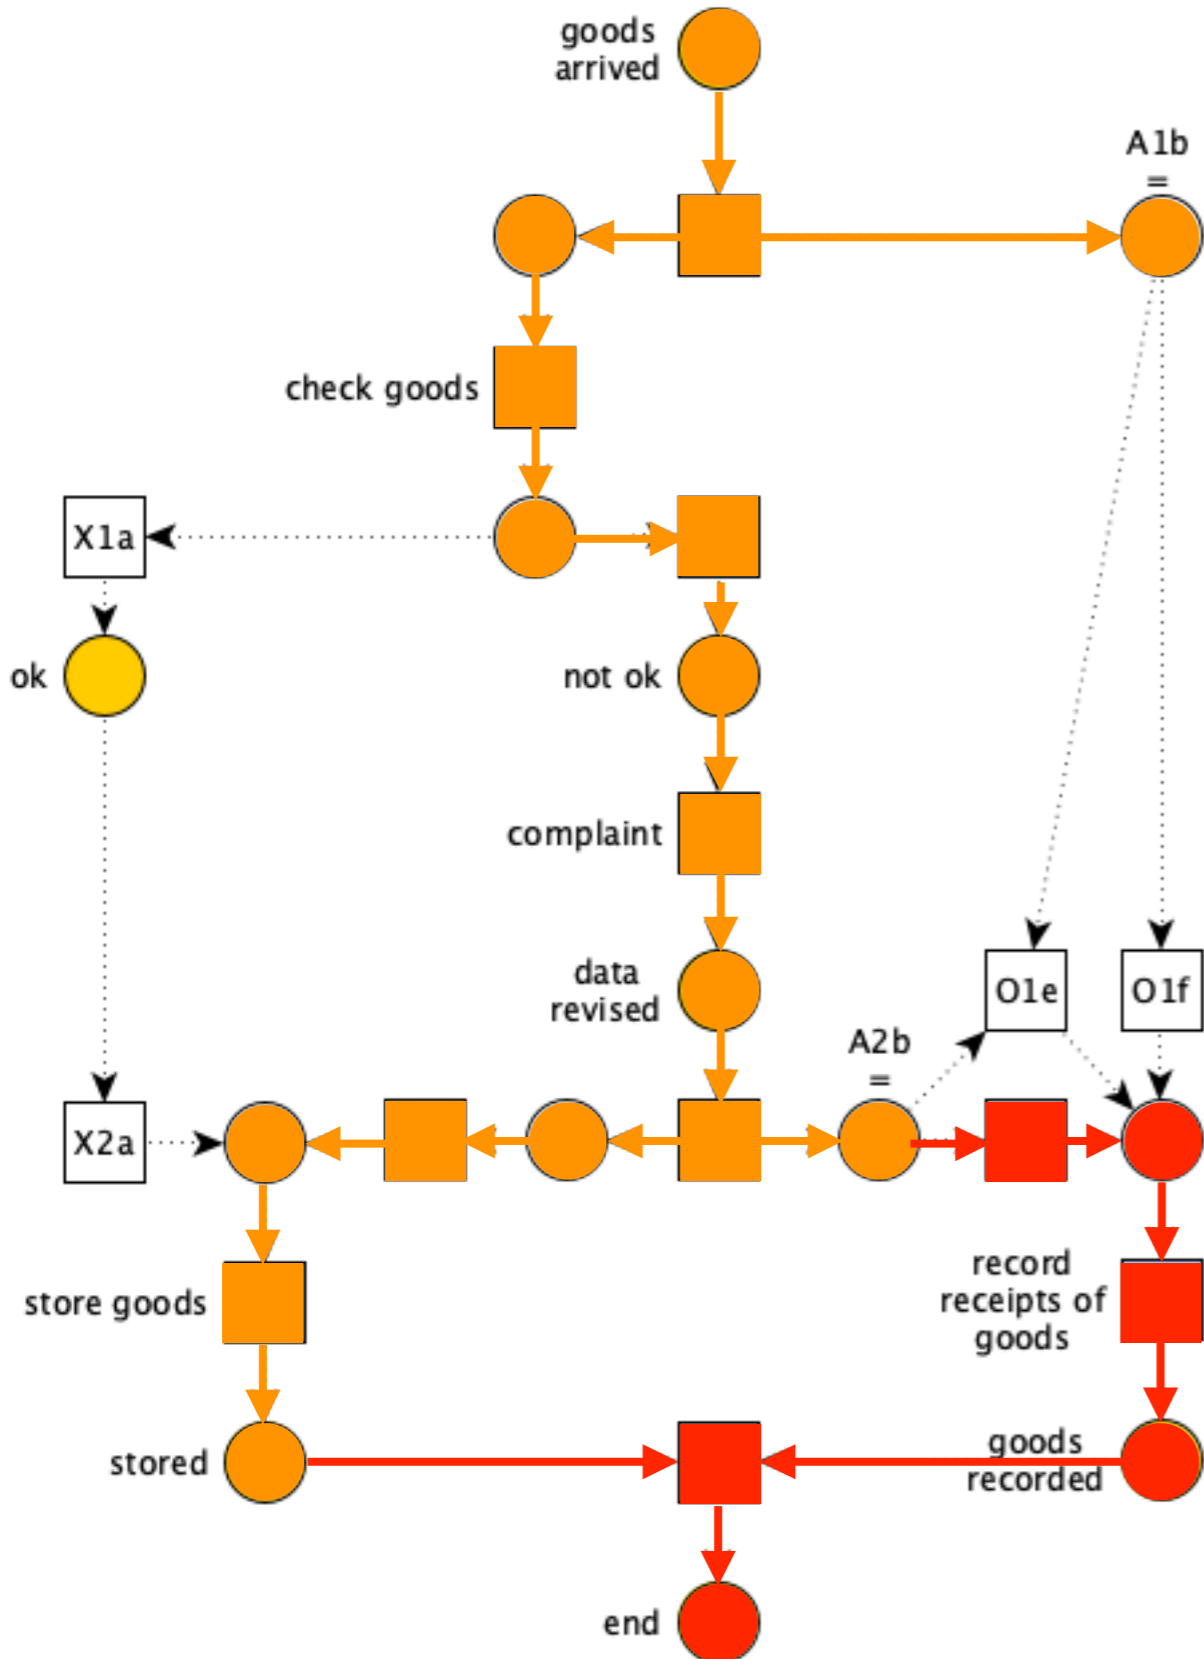 goods
arrived
A1b
=
check goods
X1a
ok
not ok
complaint
data
revised
O1e
O1f
A2b
=
X2a
store goods
record
receipts of
goods
stored
goods
recorded
end